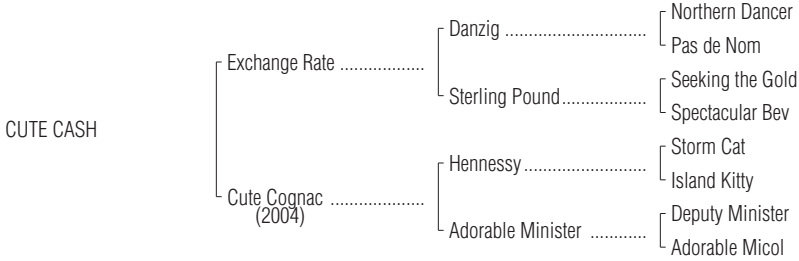 Northern Dancer
Danzig ..............................
Pas de Nom
Exchange Rate ..................
Seeking the Gold
Sterling Pound..................
Spectacular Bev
CUTE CASH
Storm Cat
Hennessy..........................
Island Kitty
Cute Cognac ....................
(2004)
Deputy Minister
Adorable Minister ............
Adorable Micol